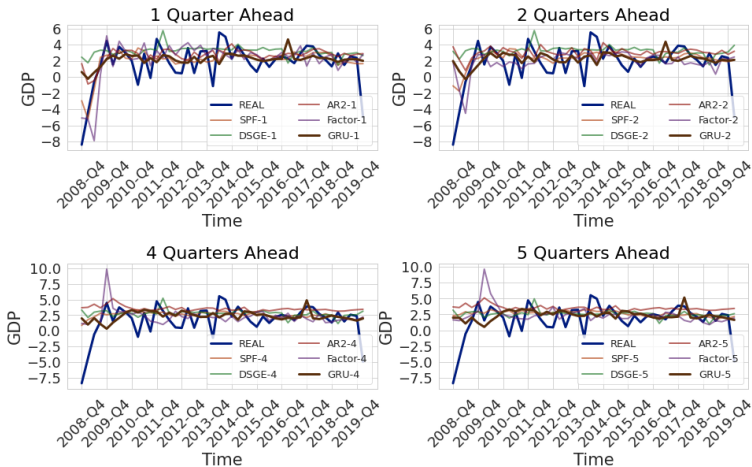 1 Quarter Ahead
6
4
2
0
−2
−4
−6
−8
GDP
REAL
SPF-1
DSGE-1
AR2-1
Factor-1
GRU-1
2008-Q4
2009-Q4
2010-Q4
2011-Q4
2012-Q4
2013-Q4
2014-Q4
2015-Q4
2016-Q4
2017-Q4
2018-Q4
2019-Q4
Time
2 Quarters Ahead
6
4
2
0
−2
−4
−6
−8
GDP
REAL
SPF-2
DSGE-2
AR2-2
Factor-2
GRU-2
2008-Q4
2009-Q4
2010-Q4
2011-Q4
2012-Q4
2013-Q4
2014-Q4
2015-Q4
2016-Q4
2017-Q4
2018-Q4
2019-Q4
Time
4 Quarters Ahead
10.0
7.5
5.0
2.5
0.0
−2.5
−5.0
−7.5
GDP
REAL
SPF-4
DSGE-4
AR2-4
Factor-4
GRU-4
2008-Q4
2009-Q4
2010-Q4
2011-Q4
2012-Q4
2013-Q4
2014-Q4
2015-Q4
2016-Q4
2017-Q4
2018-Q4
2019-Q4
Time
5 Quarters Ahead
10.0
7.5
5.0
2.5
0.0
−2.5
−5.0
−7.5
GDP
REAL
SPF-5
DSGE-5
AR2-5
Factor-5
GRU-5
2008-Q4
2009-Q4
2010-Q4
2011-Q4
2012-Q4
2013-Q4
2014-Q4
2015-Q4
2016-Q4
2017-Q4
2018-Q4
2019-Q4
Time